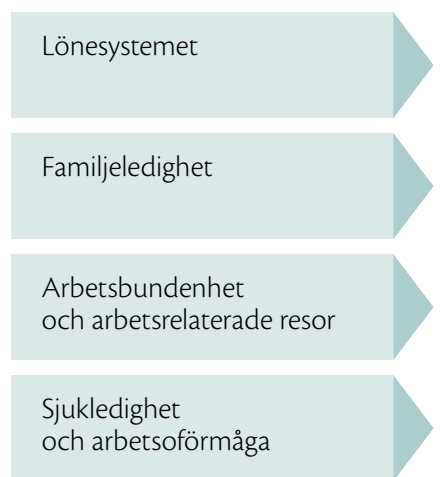 Lönesystemet
Familjeledighet
Arbetsbundenhet
och arbetsrelaterade resor
Sjukledighet
och arbetsoförmåga